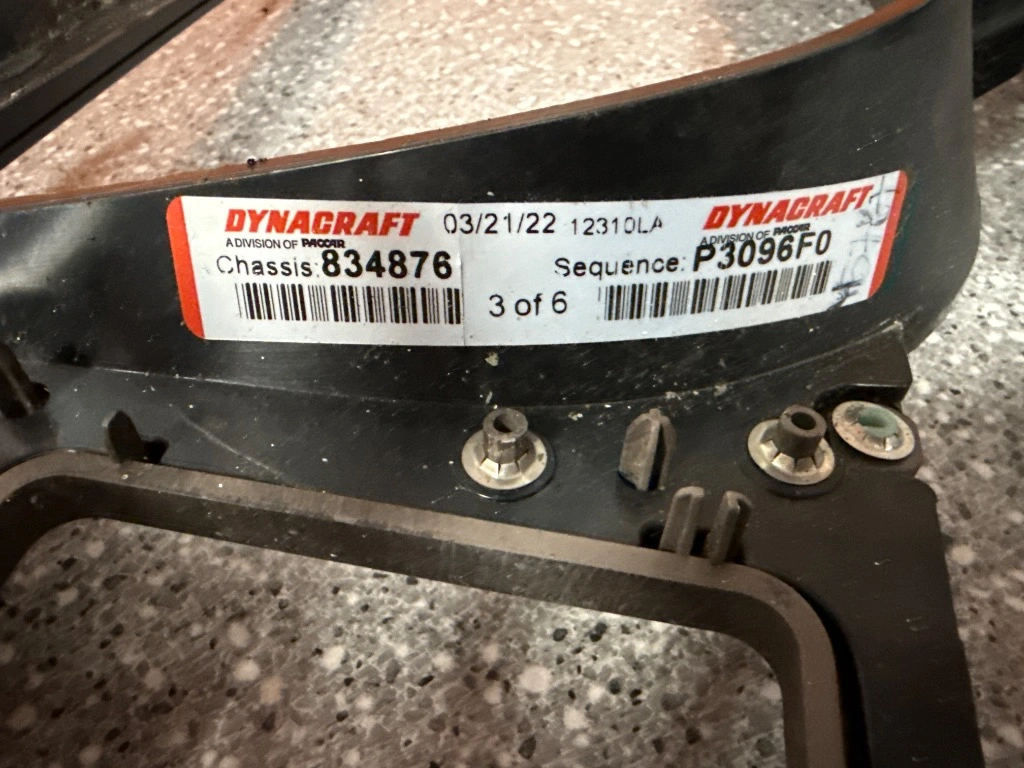 DYNACRAFT 03/21/22 12310LA DYNACRAFT
A DIVISION OF PACCAR A DIVISION OF PACCAR
Chassis: 834876 Sequence: P3096F0
3 of 6